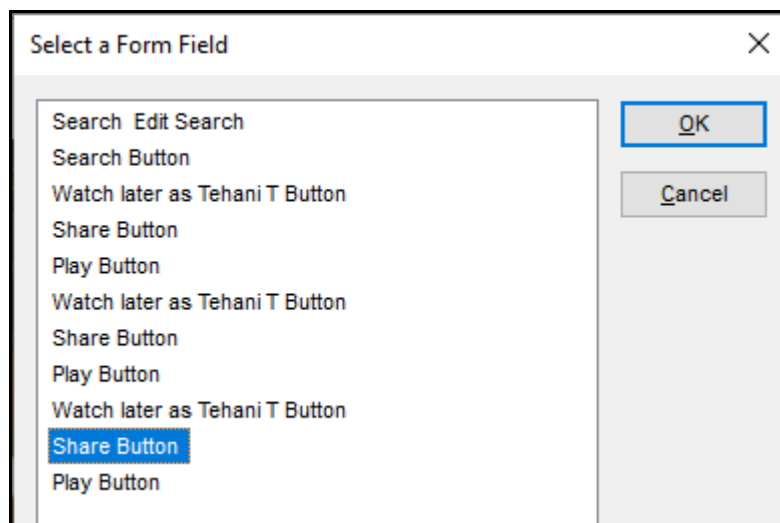 Select a Form Field
Search  Edit Search
Search Button
Watch later as Tehani T Button
Share Button
Play Button
Watch later as Tehani T Button
Share Button
Play Button
Watch later as Tehani T Button
Share Button
Play Button
OK
Cancel